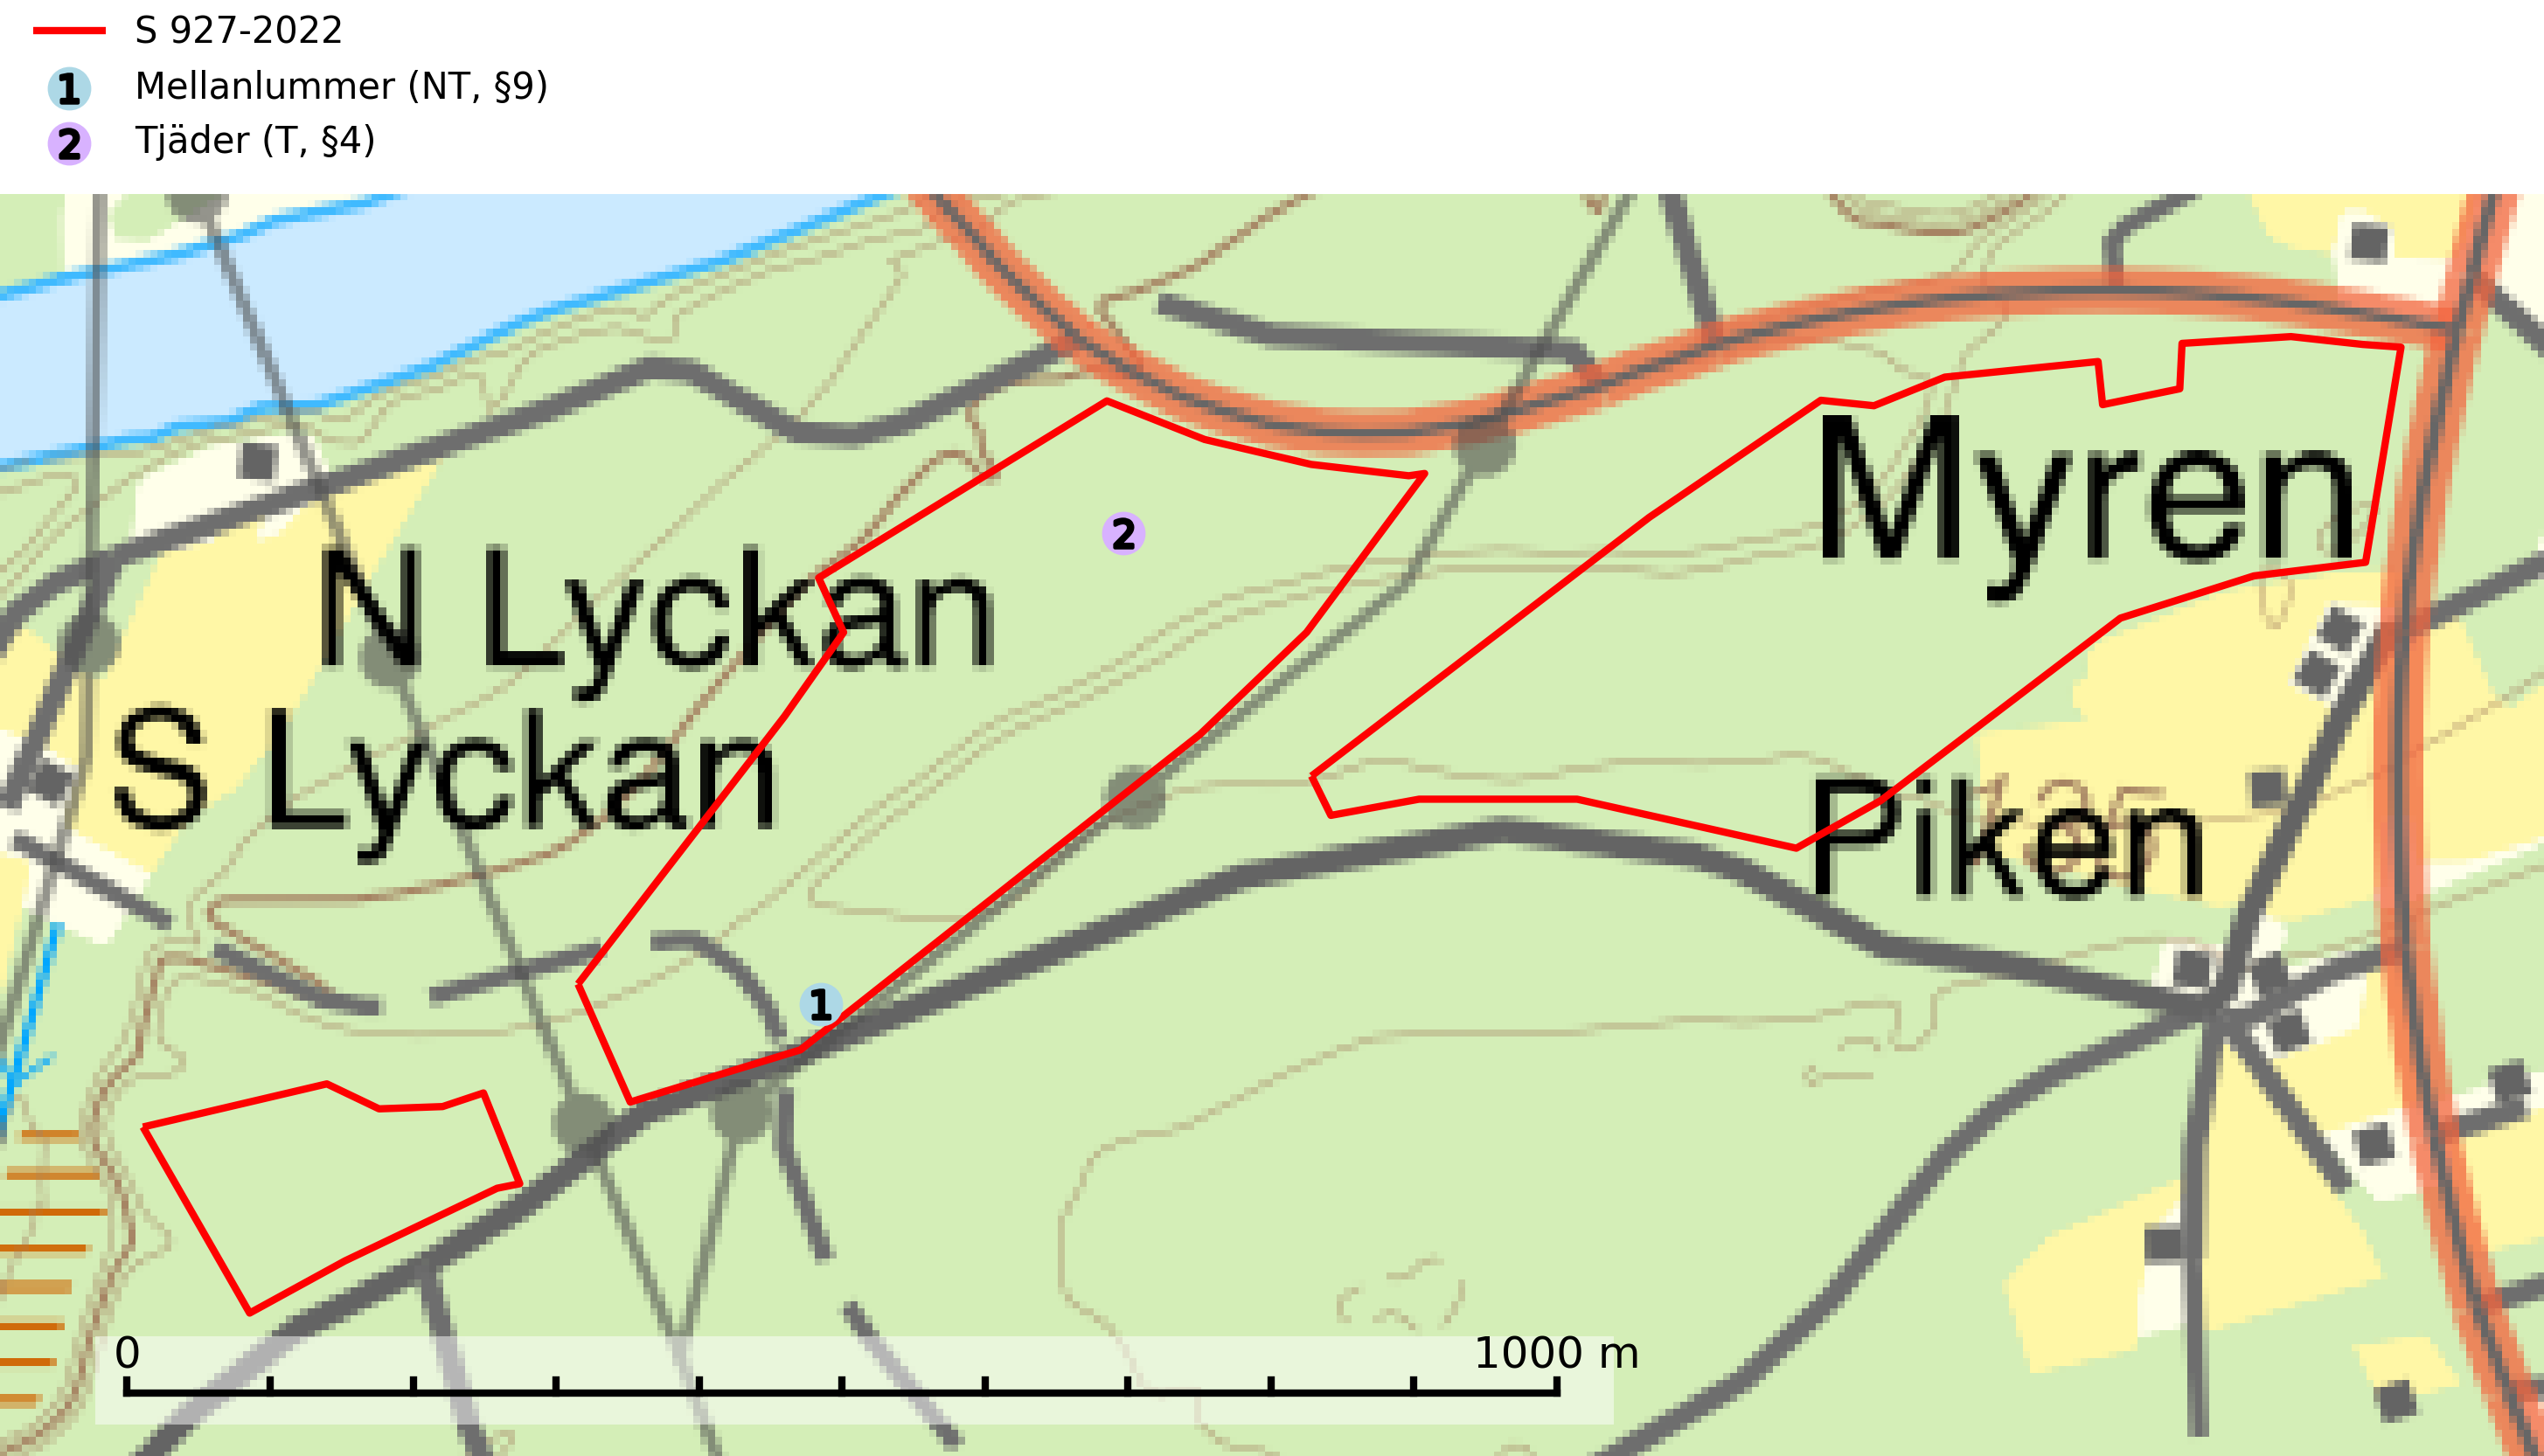 S 927-2022
1 Mellanlummer (NT, §9)
2 Tjäder (T, §4)
Myren
2
N Lyckan
S Lyckan
Piken
1
0 1000 m